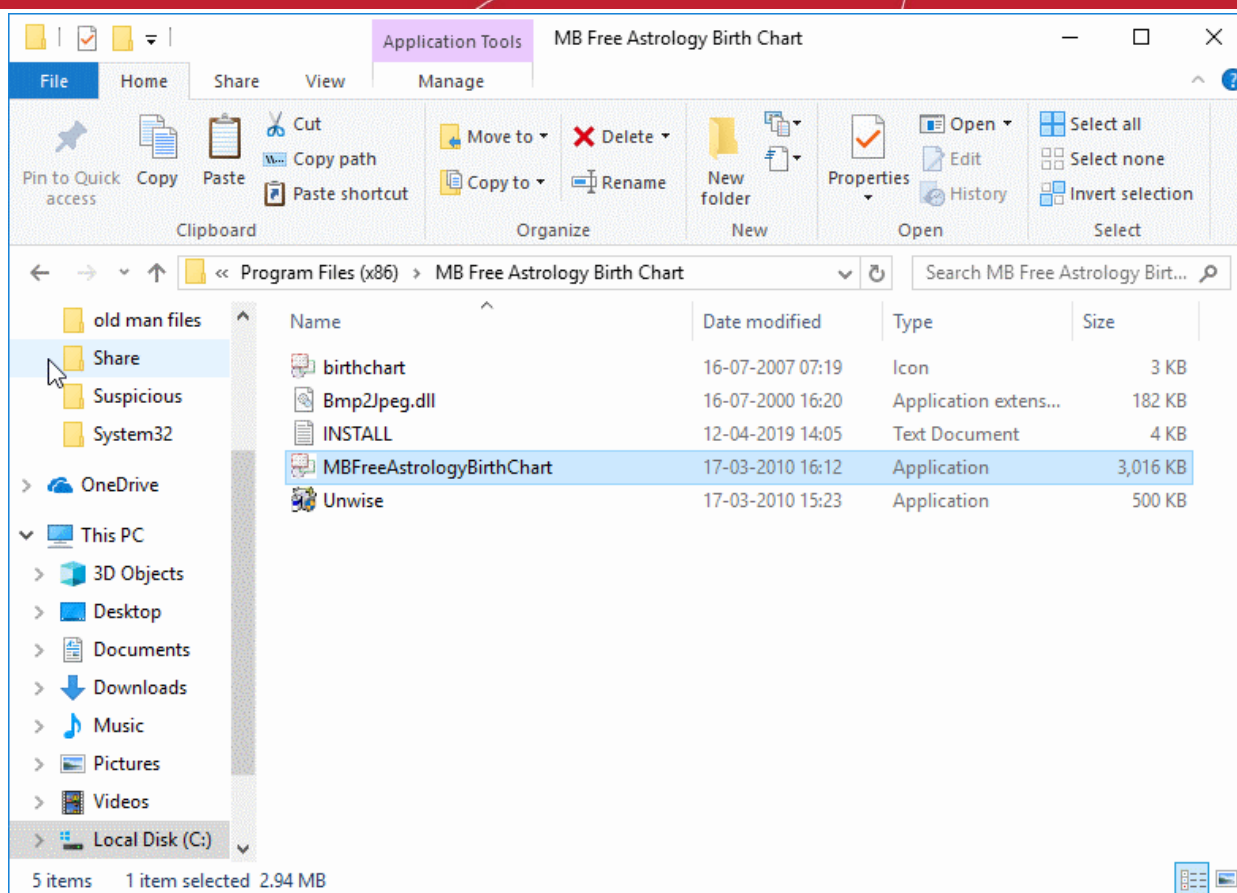 Application Tools
MB Free Astrology Birth Chart
File
Home
Share
View
Manage
?
Pin to Quick access
Copy
Paste
Cut
W... Copy path
Paste shortcut
Clipboard
Move to
Copy to
Delete
Rename
Organize
New folder
New
Properties
Open
Edit
History
Open
Select all
Select none
Invert selection
Select
« Program Files (x86) > MB Free Astrology Birth Chart
Search MB Free Astrology Birt...
old man files
Share
Suspicious
System32
OneDrive
This PC
3D Objects
Desktop
Documents
Downloads
Music
Pictures
Videos
Local Disk (C:)
Name Date modified Type Size
birthchart 16-07-2007 07:19 Icon 3 KB
Bmp2Jpeg.dll 16-07-2000 16:20 Application extens... 182 KB
INSTALL 12-04-2019 14:05 Text Document 4 KB
MBFreeAstrologyBirthChart 17-03-2010 16:12 Application 3,016 KB
Unwise 17-03-2010 15:23 Application 500 KB
5 items 1 item selected 2.94 MB